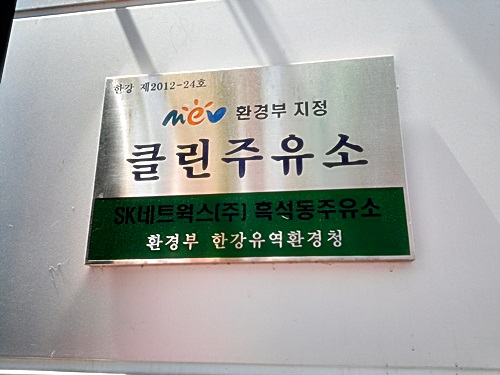 한강 제2012-24호
me'v 환경부 지정
클린주유소
SK네트웍스(주) 흑석동주유소
환경부 한강유역환경청